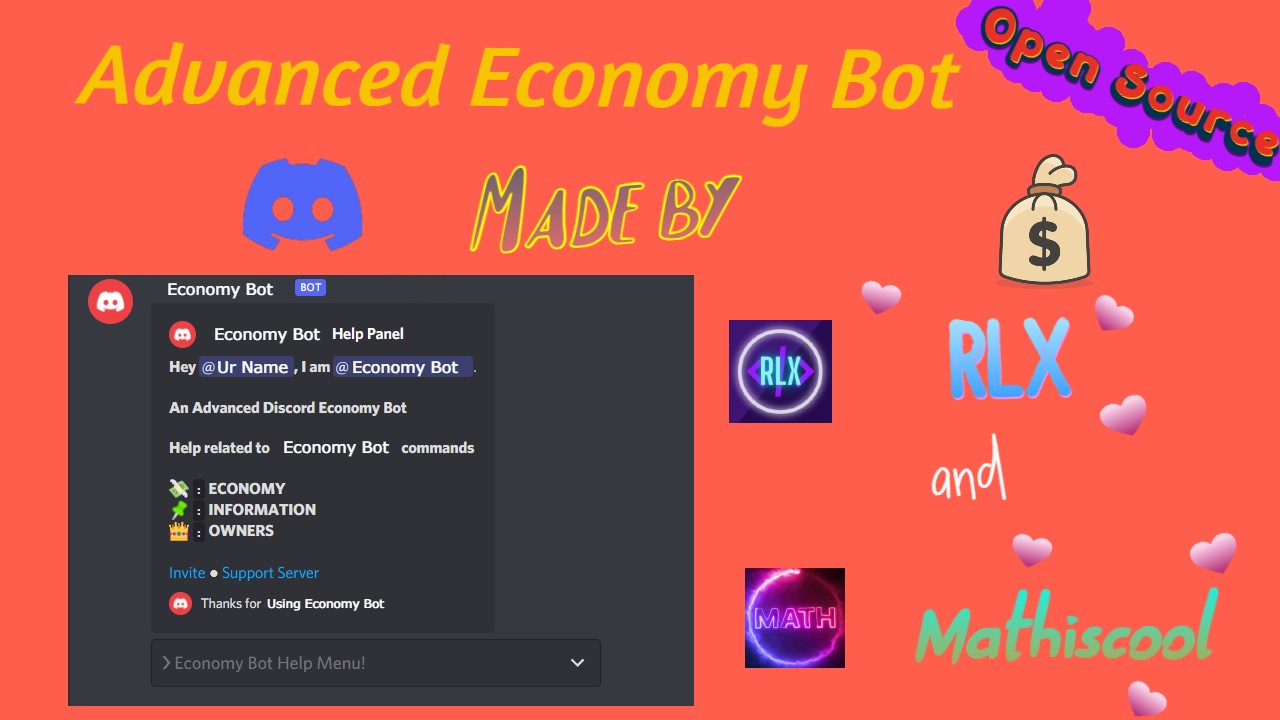 Advanced Economy Bot
Open Source
Made by
Economy Bot BOT
Economy Bot Help Panel
Hey @Ur Name , I am @Economy Bot .
An Advanced Discord Economy Bot
Help related to Economy Bot commands
: ECONOMY
: INFORMATION
: OWNERS
Invite ● Support Server
Thanks for Using Economy Bot
Economy Bot Help Menu!
$
RLX
RLX
and
MATH
Mathiscool